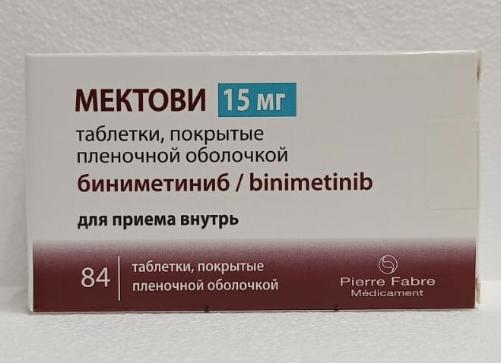 МЕКТОВИ 15 мг
таблетки, покрытые
пленочной оболочкой
биниметиниб / binimetinib
для приема внутрь
84 таблетки, покрытые
пленочной оболочкой
Pierre Fabre
Médicament